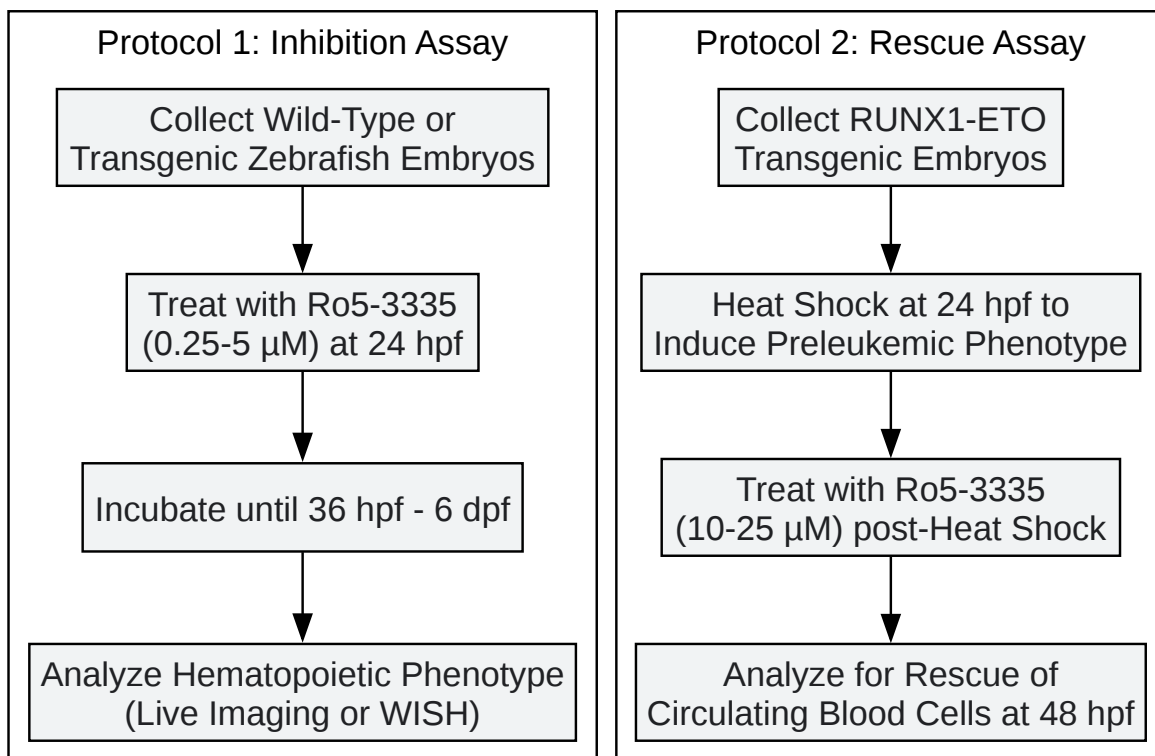 Protocol 1: Inhibition Assay
Collect Wild-Type or
Transgenic Zebrafish Embryos
Treat with Ro5-3335
(0.25-5 µM) at 24 hpf
Incubate until 36 hpf - 6 dpf
Analyze Hematopoietic Phenotype
(Live Imaging or WISH)
Protocol 2: Rescue Assay
Collect RUNX1-ETO
Transgenic Embryos
Heat Shock at 24 hpf to
Induce Preleukemic Phenotype
Treat with Ro5-3335
(10-25 µM) post-Heat Shock
Analyze for Rescue of
Circulating Blood Cells at 48 hpf